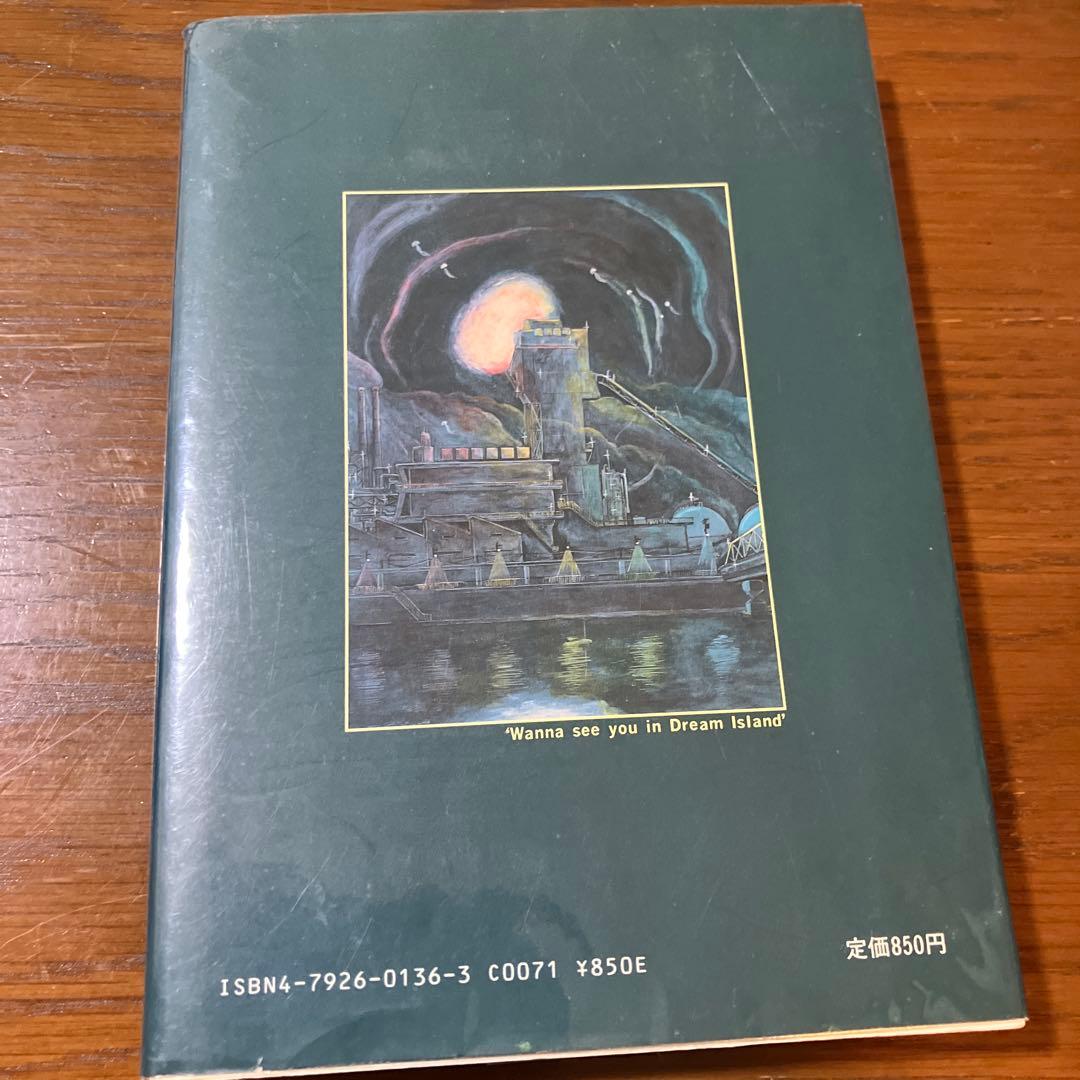 ‘Wanna see you in Dream Island’
定価850円
ISBN4-7926-0136-3 C0071 ¥850E